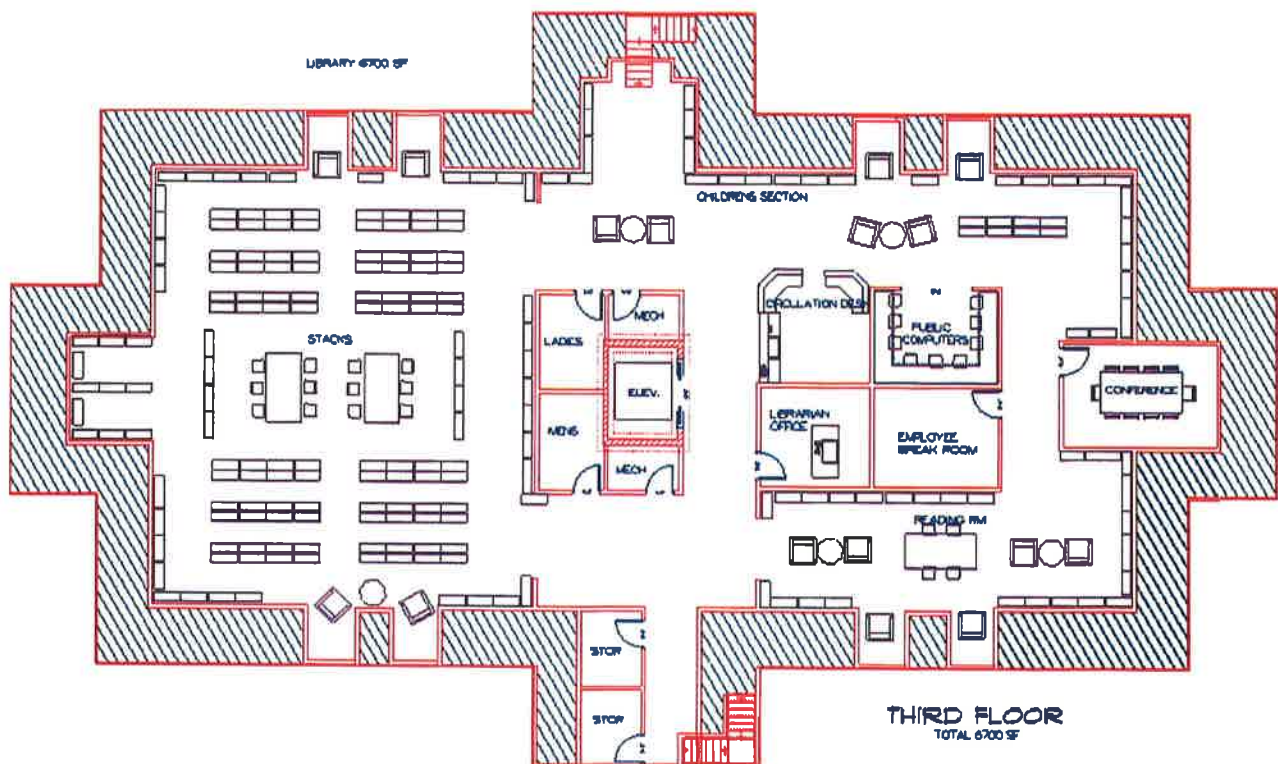 LIBRARY 6700 SF
CHILDRENS SECTION
LADIES
MECH
CIRCULATION DESK
PUBLIC
COMPUTERS
STACKS
ELEV.
CONFERENCE
MENS
LIBRARIAN
OFFICE
EMPLOYEE
BREAK ROOM
MECH
READING RM
STOR
STOR
THIRD FLOOR
TOTAL 6700 SF